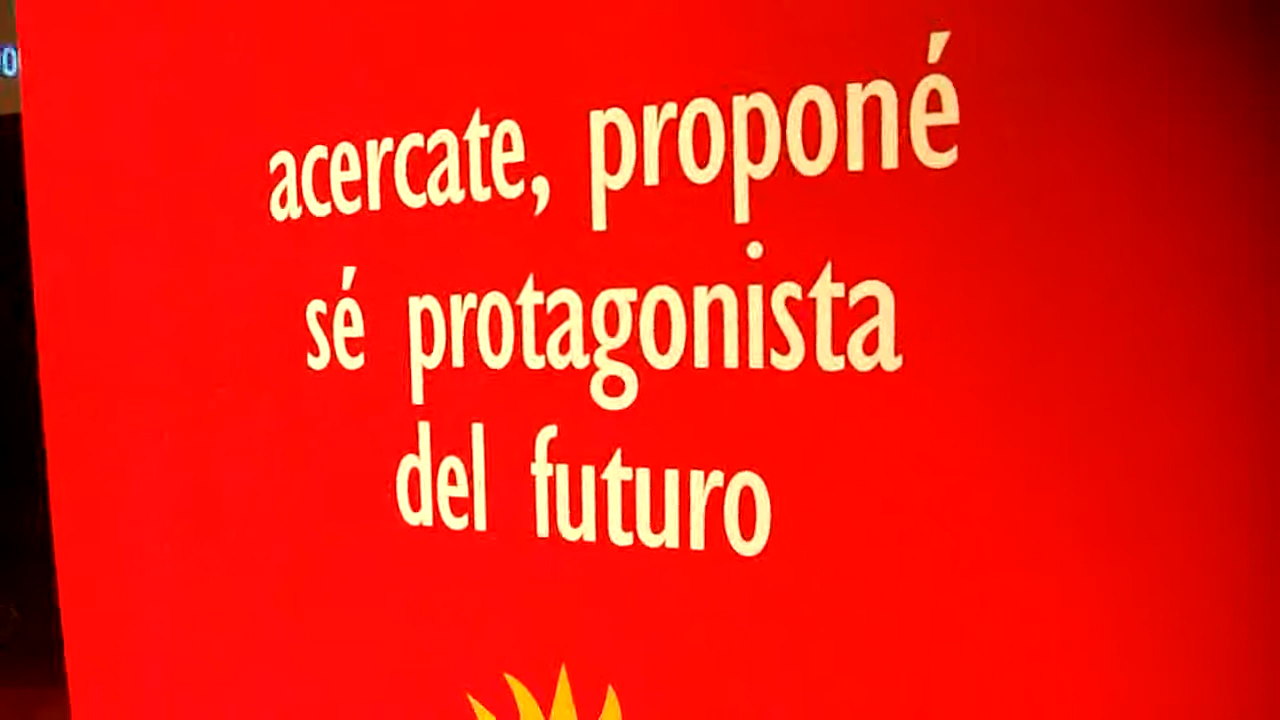 acercate, proponé
sé protagonista
del futuro